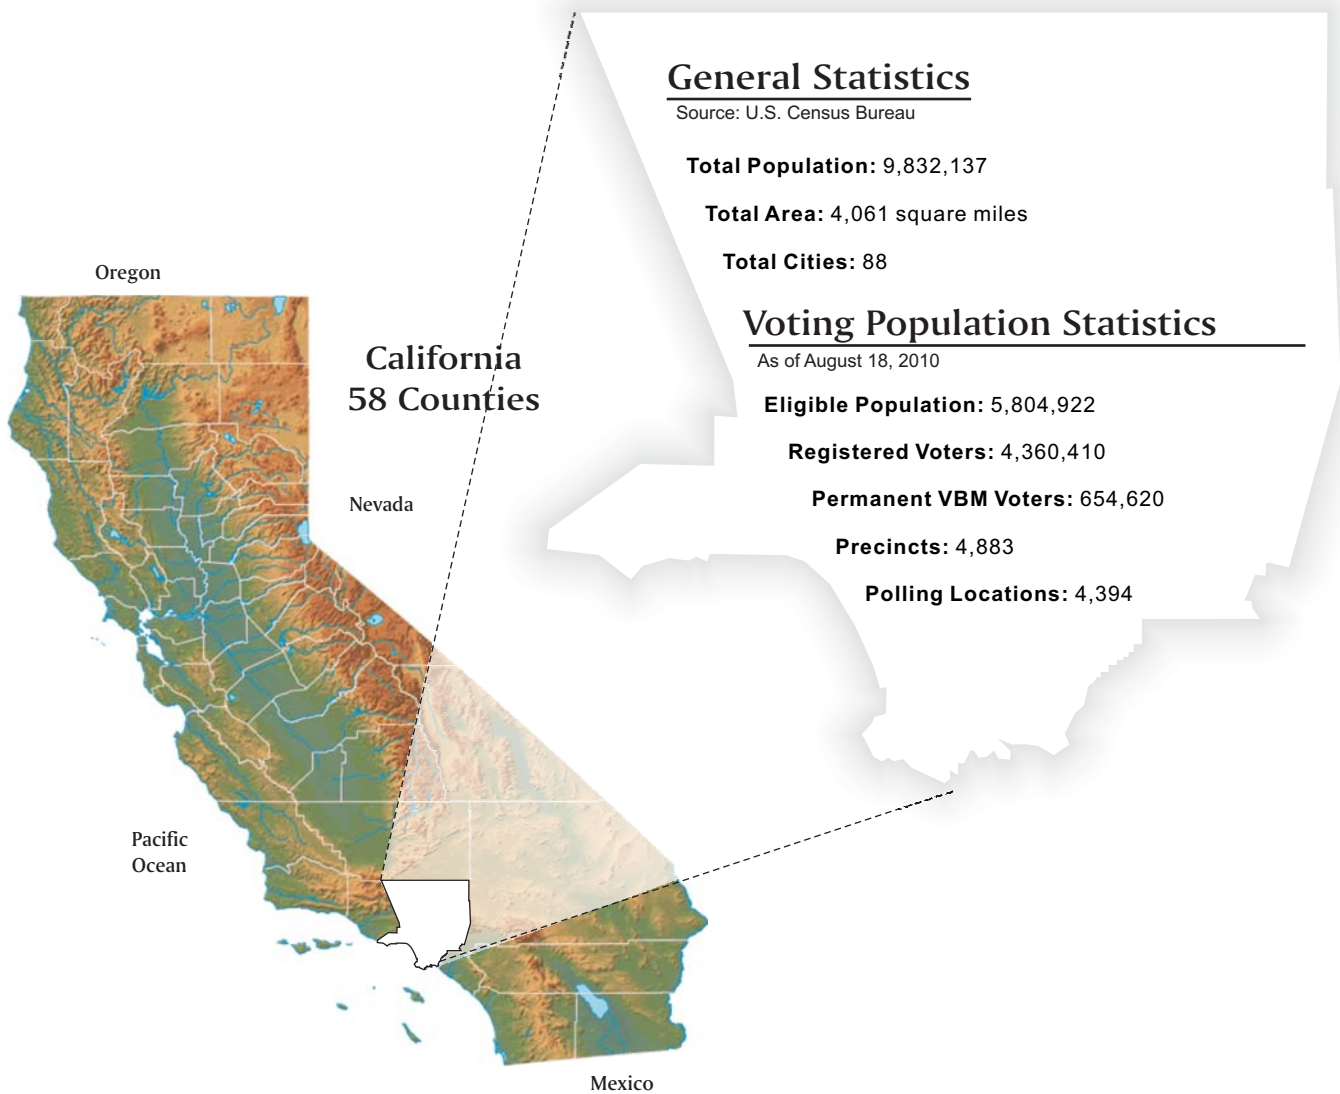 General Statistics
Source: U.S. Census Bureau
Total Population: 9,832,137
Total Area: 4,061 square miles
Total Cities: 88
Voting Population Statistics
As of August 18, 2010
Eligible Population: 5,804,922
Registered Voters: 4,360,410
Permanent VBM Voters: 654,620
Precincts: 4,883
Polling Locations: 4,394
Oregon
California
58 Counties
Nevada
Pacific
Ocean
Mexico